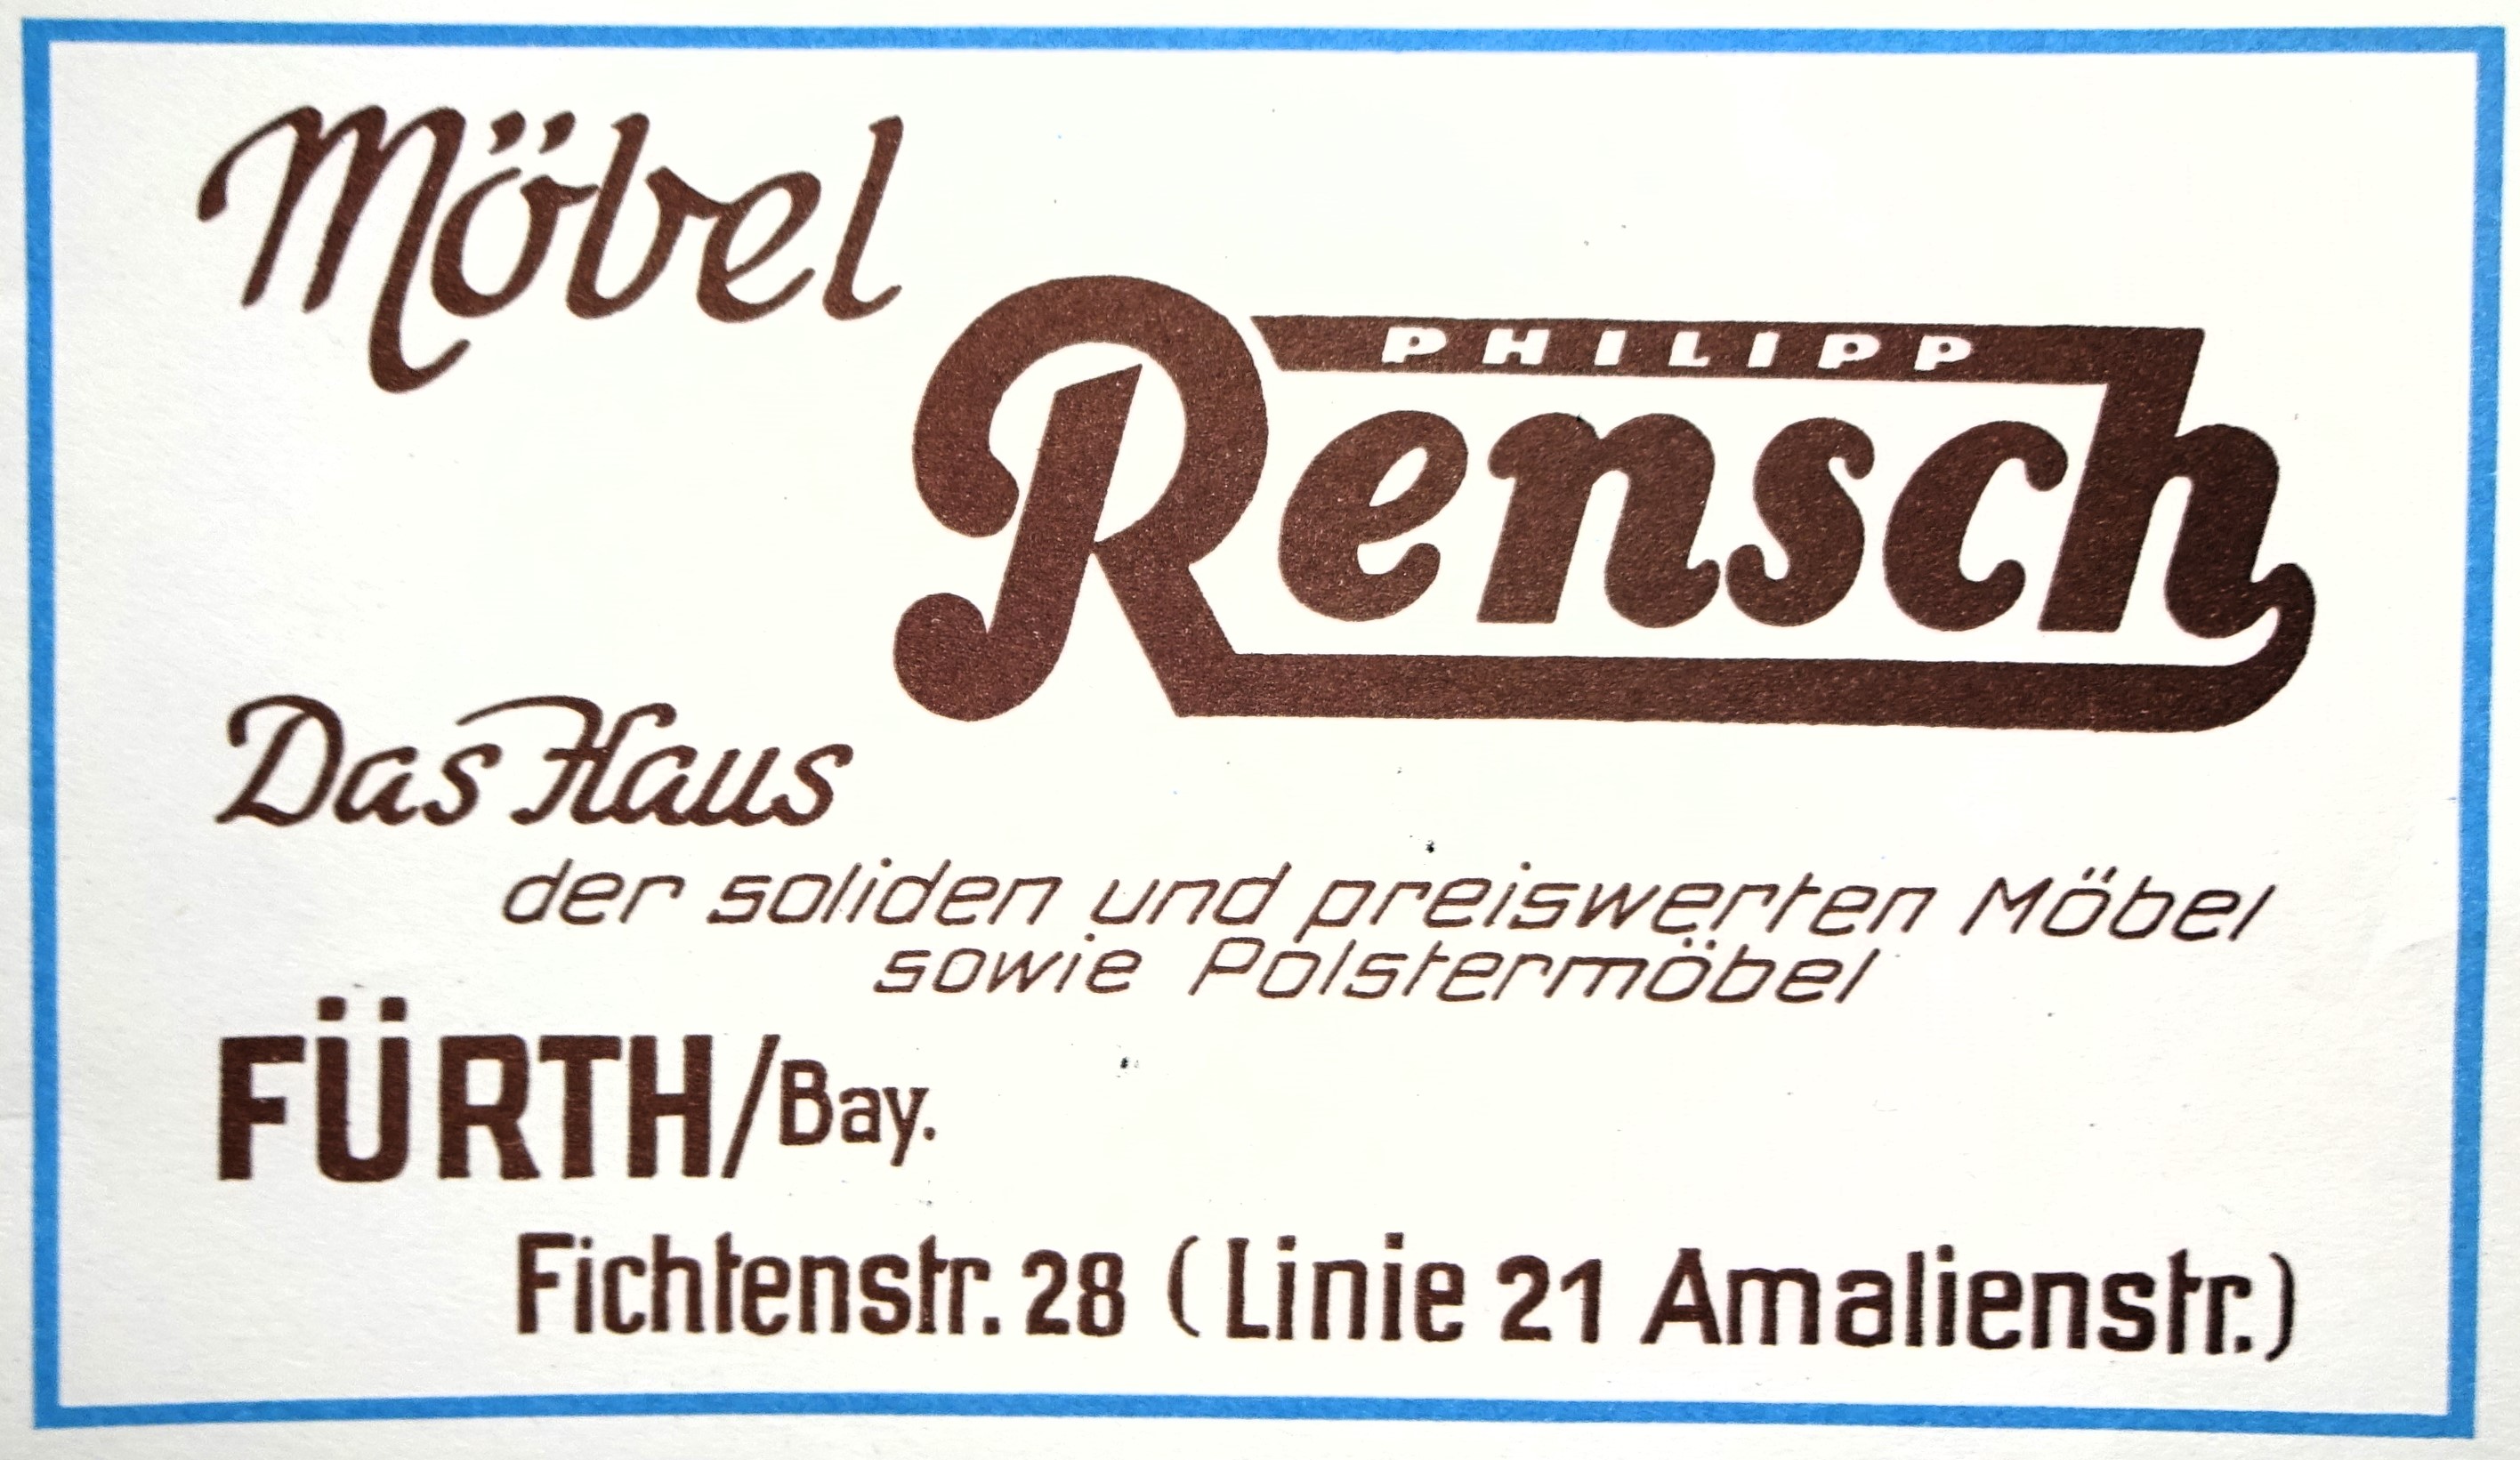 Möbel
PHILIPP
Rensch
Das Haus
der soliden und preiswerten Möbel
sowie Polstermöbel
FÜRTH/Bay.
Fichtenstr. 28 (Linie 21 Amalienstr.)